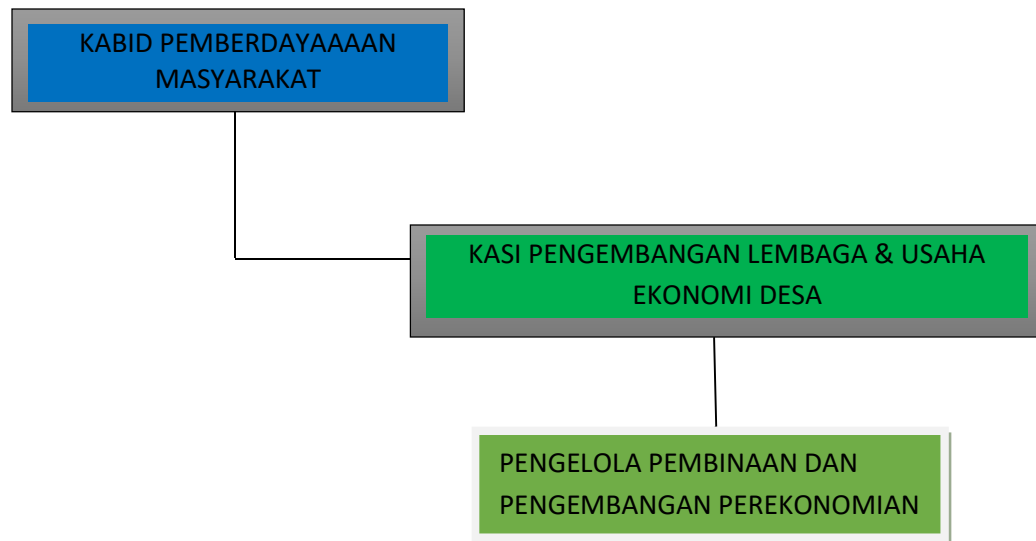 KABID PEMBERDAYAAAAN
MASYARAKAT
KASI PENGEMBANGAN LEMBAGA & USAHA
EKONOMI DESA
PENGELOLA PEMBINAAN DAN
PENGEMBANGAN PEREKONOMIAN